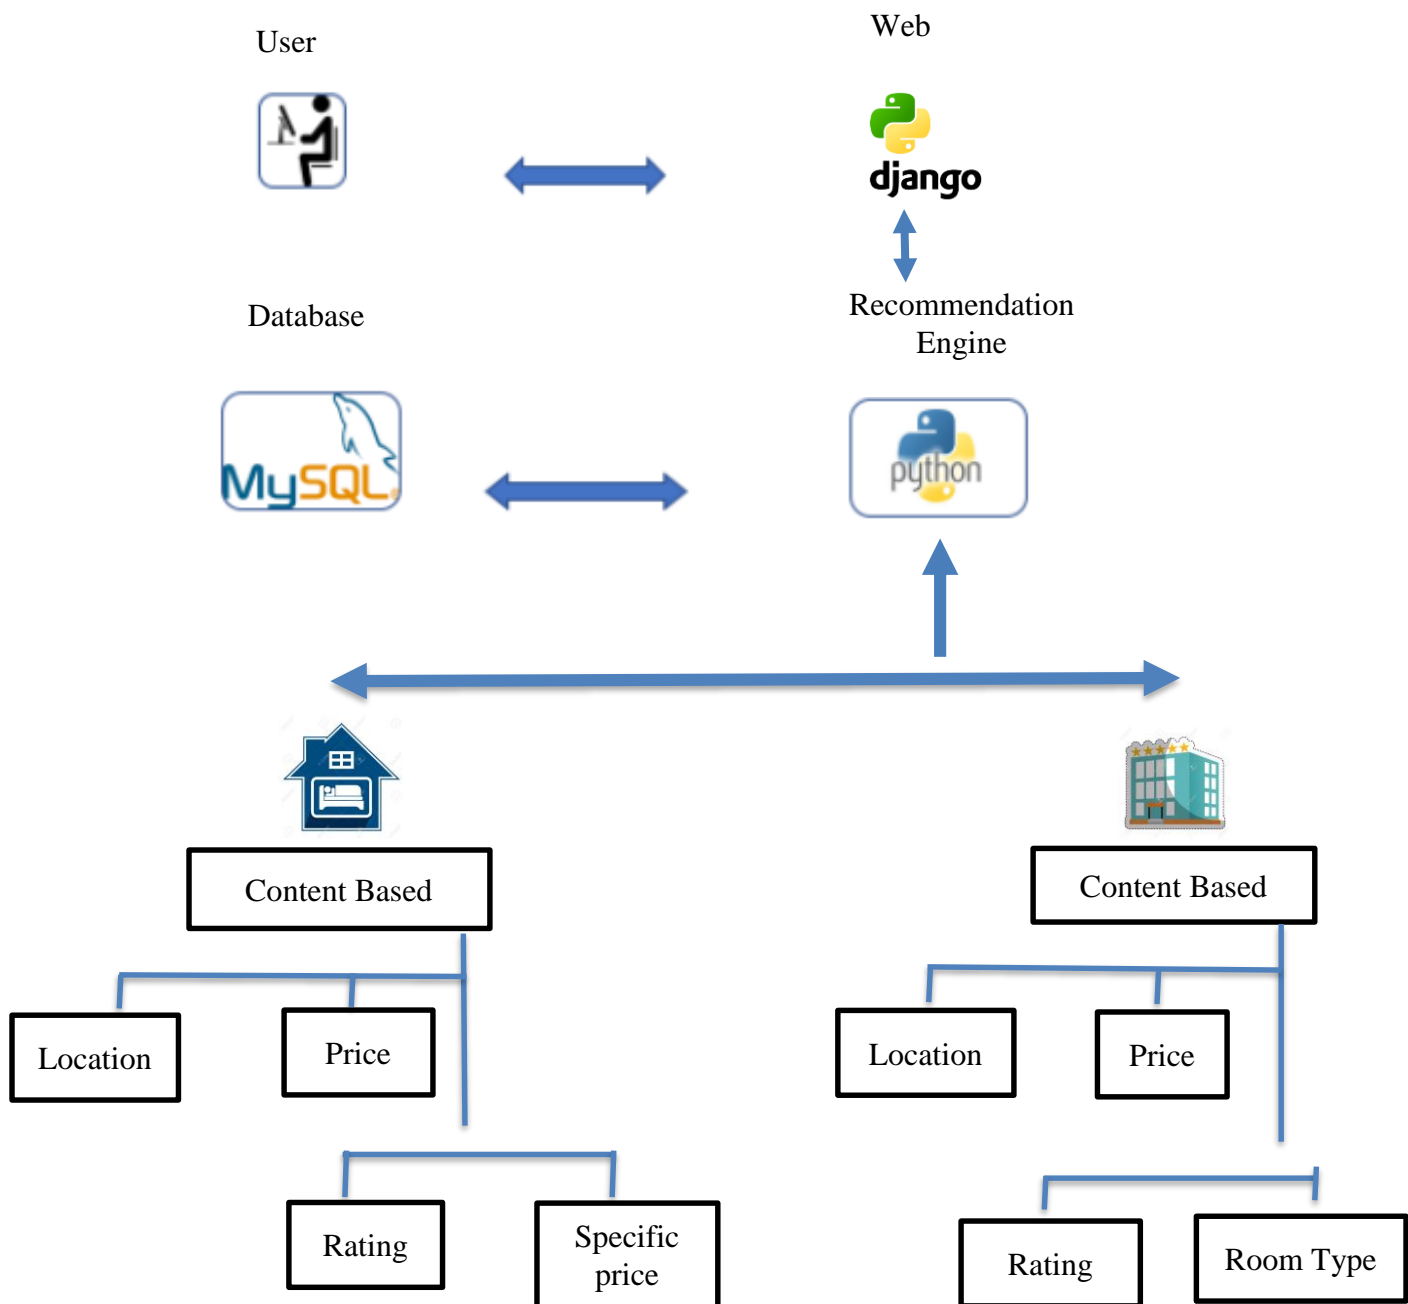 User
Web
django
Database
Recommendation
Engine
MySQL
python
Content Based
Content Based
Location
Price
Location
Price
Rating
Specific
price
Rating
Room Type